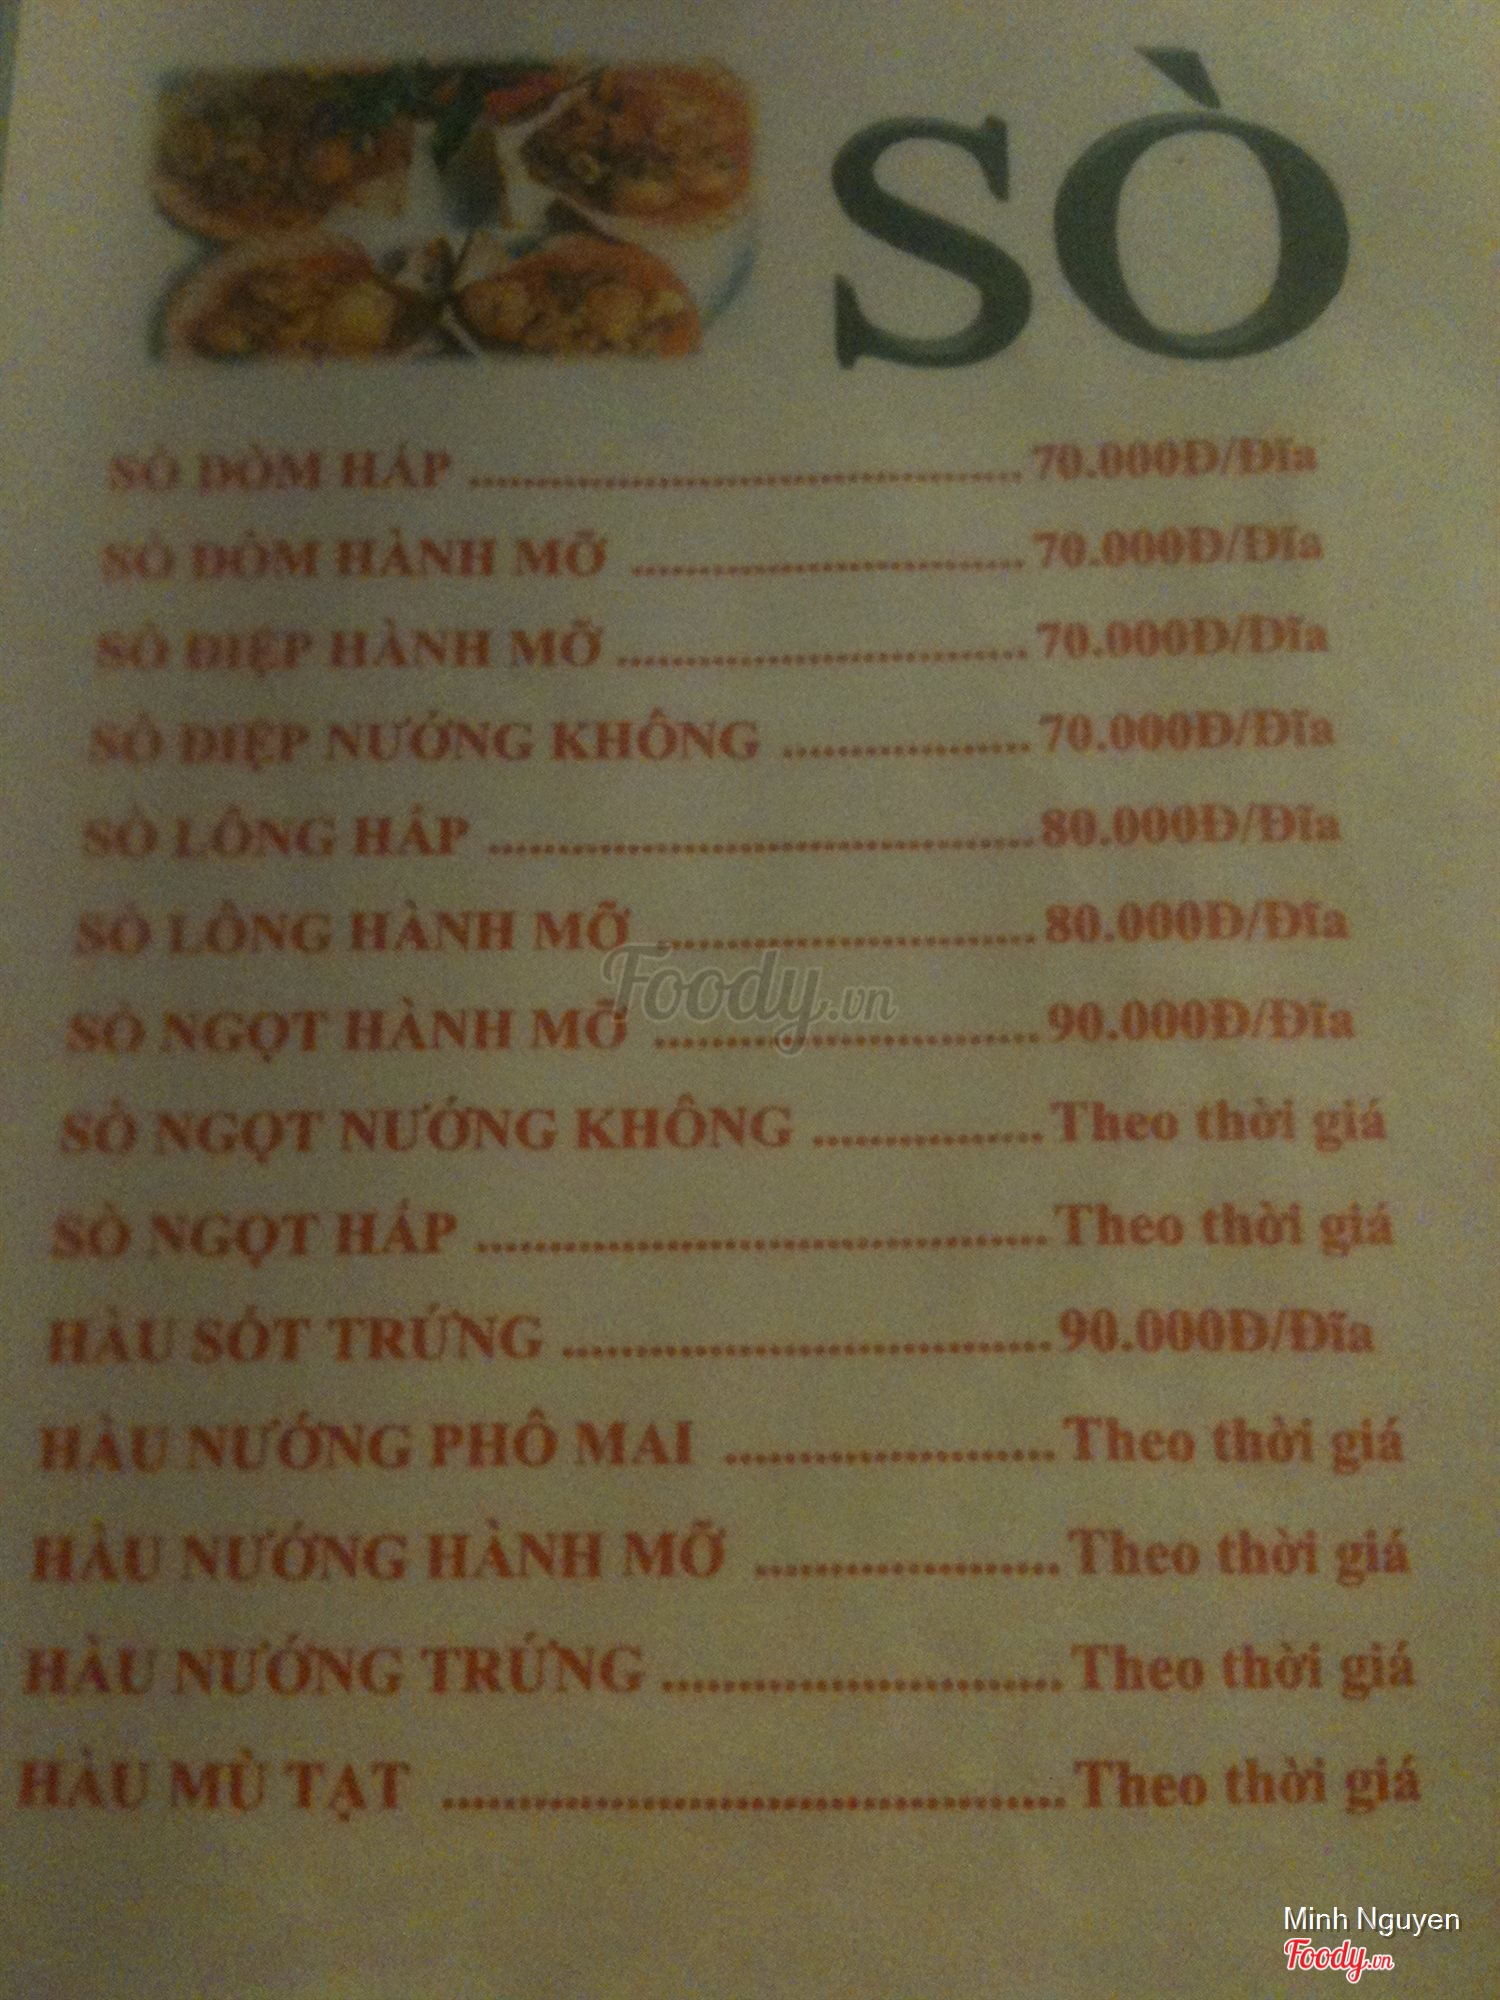 SÒ
SÒ ĐÒM HẤP ........................................ 70.000Đ/Đĩa
SÒ ĐÒM HÀNH MỠ ............................ 70.000Đ/Đĩa
SÒ ĐIỆP HÀNH MỠ ............................. 70.000Đ/Đĩa
SÒ ĐIỆP NƯỚNG KHÔNG .................. 70.000Đ/Đĩa
SÒ LÔNG HẤP ....................................... 80.000Đ/Đĩa
SÒ LÔNG HÀNH MỠ ........................... 80.000Đ/Đĩa
SÒ NGỌT HÀNH MỠ ........................... 90.000Đ/Đĩa
SÒ NGỌT NƯỚNG KHÔNG ................ Theo thời giá
SÒ NGỌT HẤP ....................................... Theo thời giá
HÀU SỐT TRỨNG ................................. 90.000Đ/Đĩa
HÀU NƯỚNG PHÔ MAI ...................... Theo thời giá
HÀU NƯỚNG HÀNH MỠ .................... Theo thời giá
HÀU NƯỚNG TRỨNG .......................... Theo thời giá
HÀU MÙ TẠT ........................................ Theo thời giá
Foody.vn
Minh Nguyen
Foody.vn